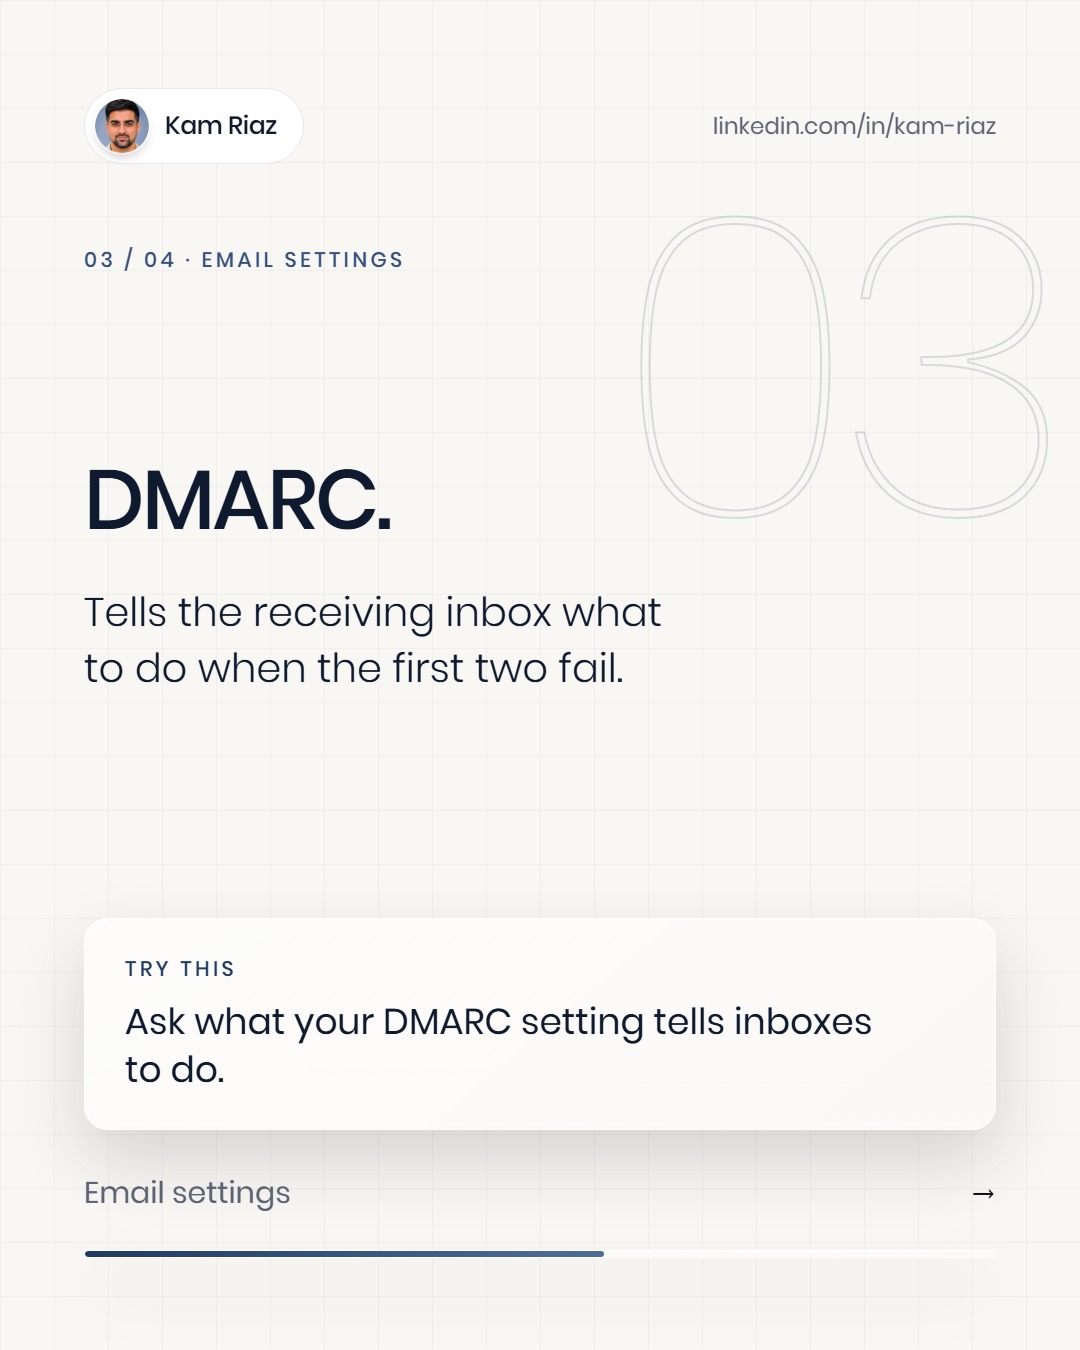 Kam Riaz
linkedin.com/in/kam-riaz
03 / 04 · EMAIL SETTINGS
03
DMARC.
Tells the receiving inbox what
to do when the first two fail.
TRY THIS
Ask what your DMARC setting tells inboxes
to do.
Email settings →